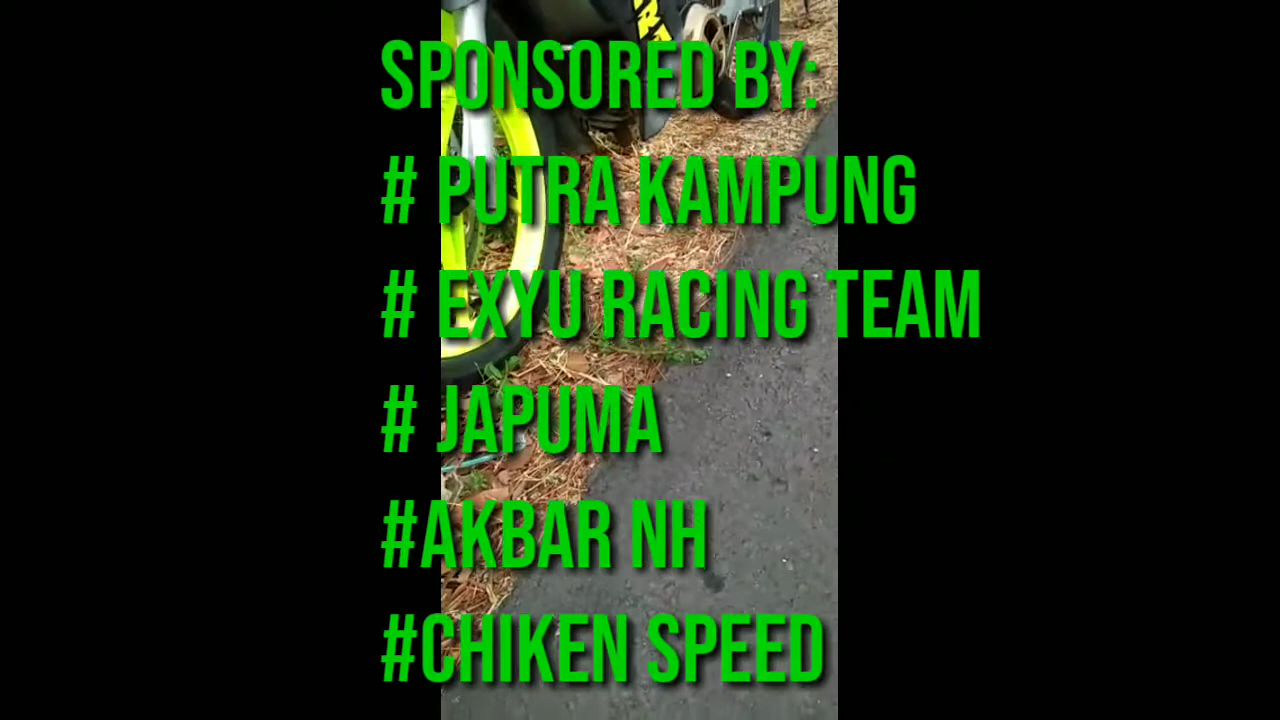 SPONSORED BY:
# PUTRA KAMPUNG
# EXYU RACING TEAM
# JAPUMA
#AKBAR NH
#CHIKEN SPEED